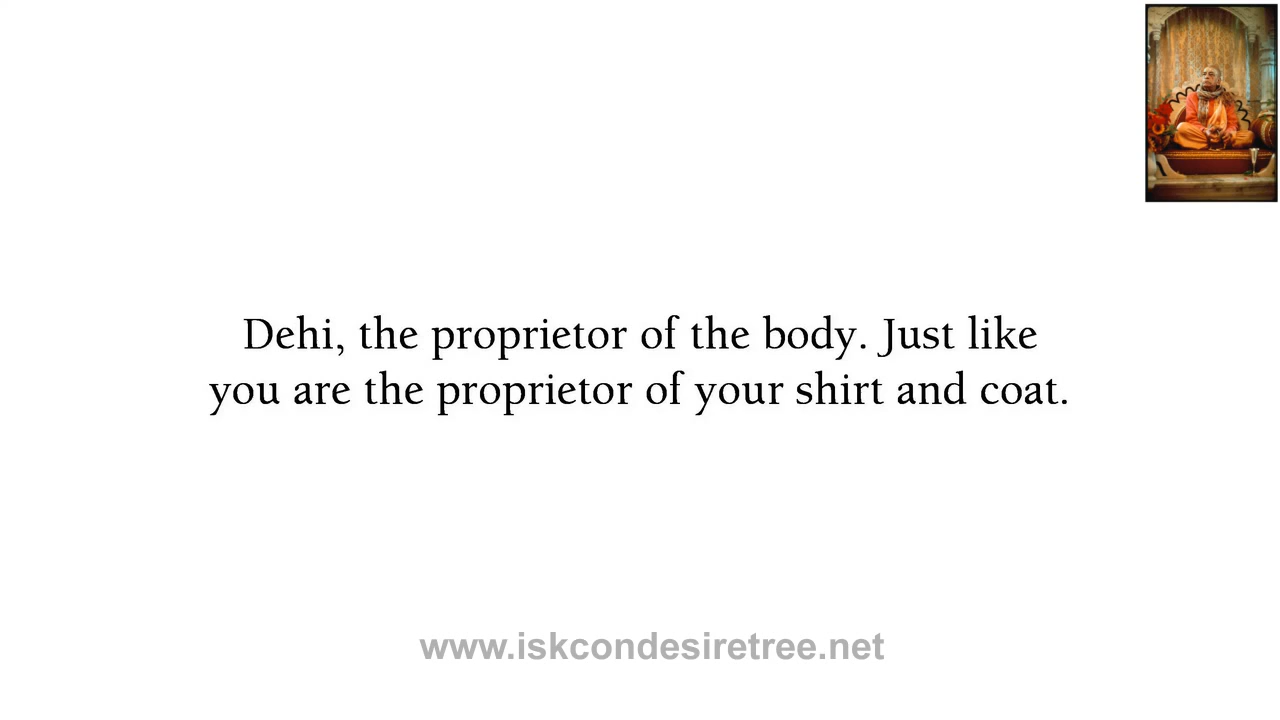 Dehi, the proprietor of the body. Just like
you are the proprietor of your shirt and coat.
www.iskcondesiretree.net